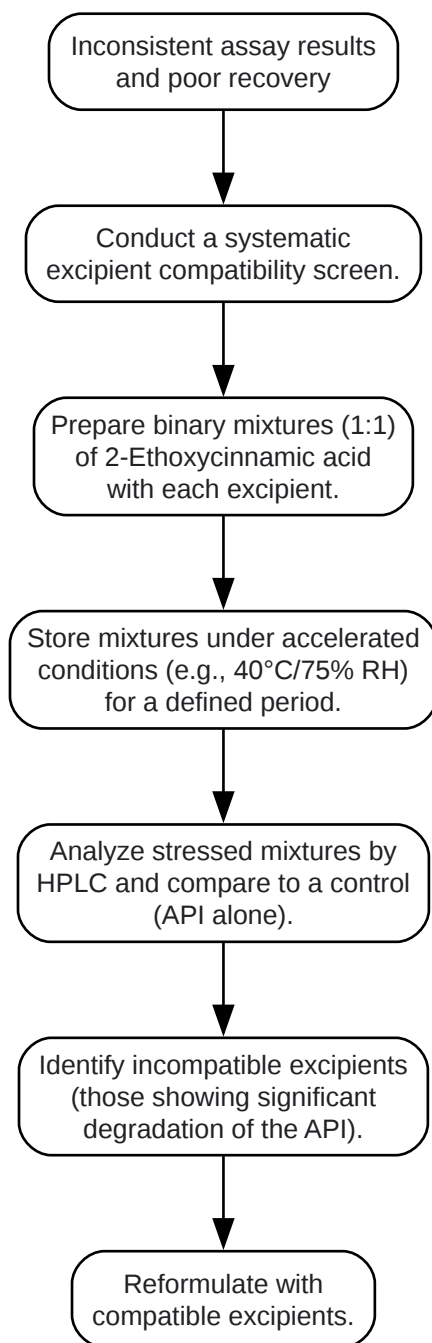 Inconsistent assay results
and poor recovery
Conduct a systematic
excipient compatibility screen.
Prepare binary mixtures (1:1)
of 2-Ethoxycinnamic acid
with each excipient.
Store mixtures under accelerated
conditions (e.g., 40°C/75% RH)
for a defined period.
Analyze stressed mixtures by
HPLC and compare to a control
(API alone).
Identify incompatible excipients
(those showing significant
degradation of the API).
Reformulate with
compatible excipients.